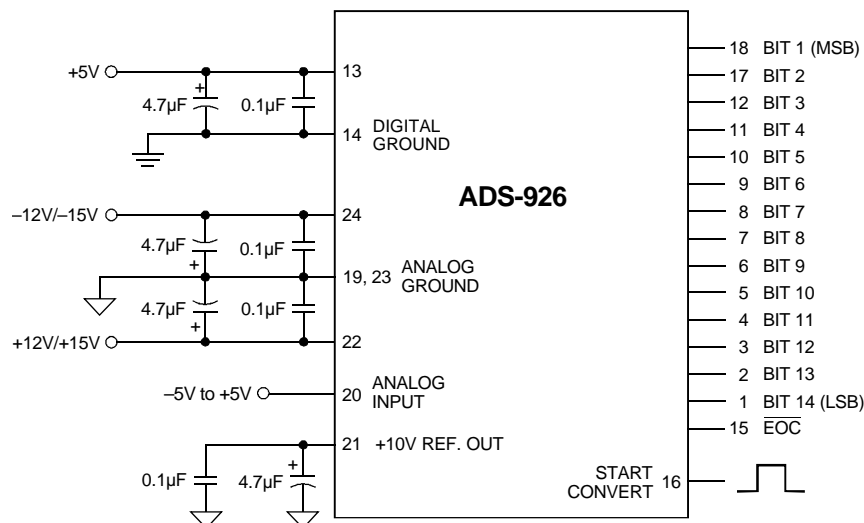 +5V
+
4.7µF
0.1µF
13
14 DIGITAL
GROUND
–12V/–15V
24
4.7µF
+
0.1µF
19, 23 ANALOG
GROUND
4.7µF
+
0.1µF
+12V/+15V
22
–5V to +5V
20 ANALOG
INPUT
21 +10V REF. OUT
0.1µF
4.7µF
+
ADS-926
18 BIT 1 (MSB)
17 BIT 2
12 BIT 3
11 BIT 4
10 BIT 5
9 BIT 6
8 BIT 7
7 BIT 8
6 BIT 9
5 BIT 10
4 BIT 11
3 BIT 12
2 BIT 13
1 BIT 14 (LSB)
15 E̅O̅C̅
START
CONVERT 16